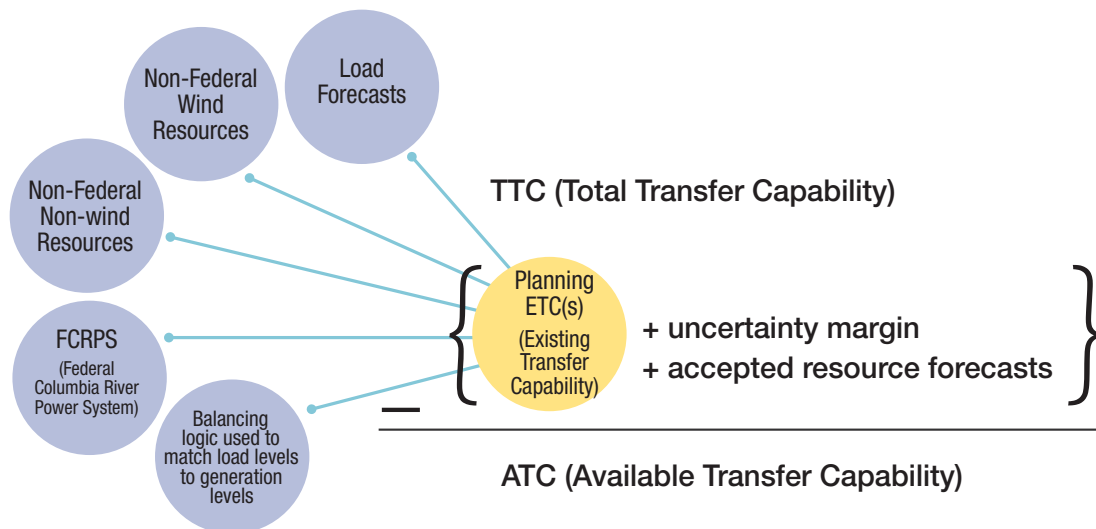 Load
Forecasts
Non-Federal
Wind
Resources
Non-Federal
Non-wind
Resources
FCRPS
(Federal
Columbia River
Power System)
Balancing
logic used to
match load levels
to generation
levels
TTC (Total Transfer Capability)
{
Planning
ETC(s)
(Existing
Transfer
Capability)
+ uncertainty margin
+ accepted resource forecasts
}
—
ATC (Available Transfer Capability)